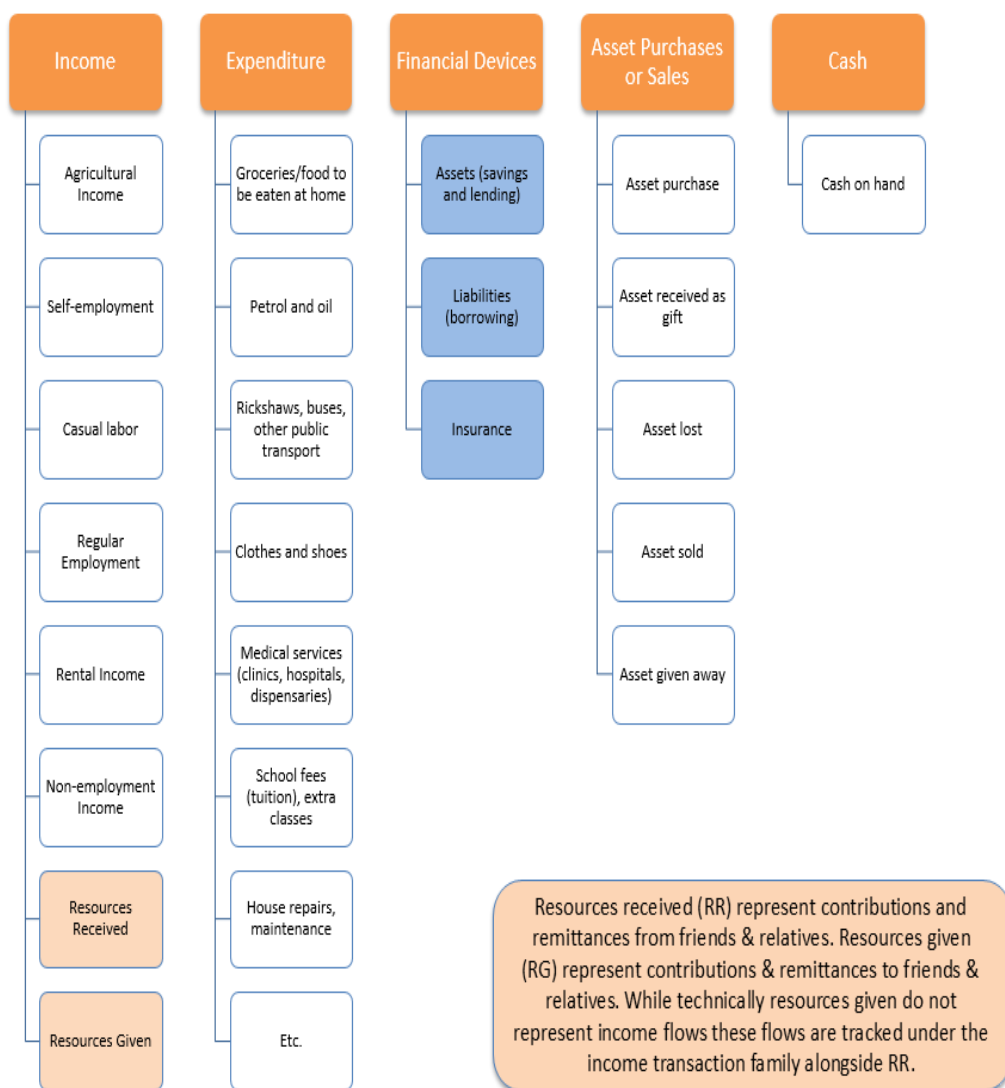 Income
Expenditure
Financial Devices
Asset Purchases
or Sales
Cash
Agricultural
Income
Self-employment
Casual labor
Regular
Employment
Rental Income
Non-employment
Income
Resources
Received
Resources Given
Groceries/food to
be eaten at home
Petrol and oil
Rickshaws, buses,
other public
transport
Clothes and shoes
Medical services
(clinics, hospitals,
dispensaries)
School fees
(tuition), extra
classes
House repairs,
maintenance
Etc.
Assets (savings
and lending)
Liabilities
(borrowing)
Insurance
Asset purchase
Asset received as
gift
Asset lost
Asset sold
Asset given away
Cash on hand
Resources received (RR) represent contributions and
remittances from friends & relatives. Resources given
(RG) represent contributions & remittances to friends &
relatives. While technically resources given do not
represent income flows these flows are tracked under the
income transaction family alongside RR.